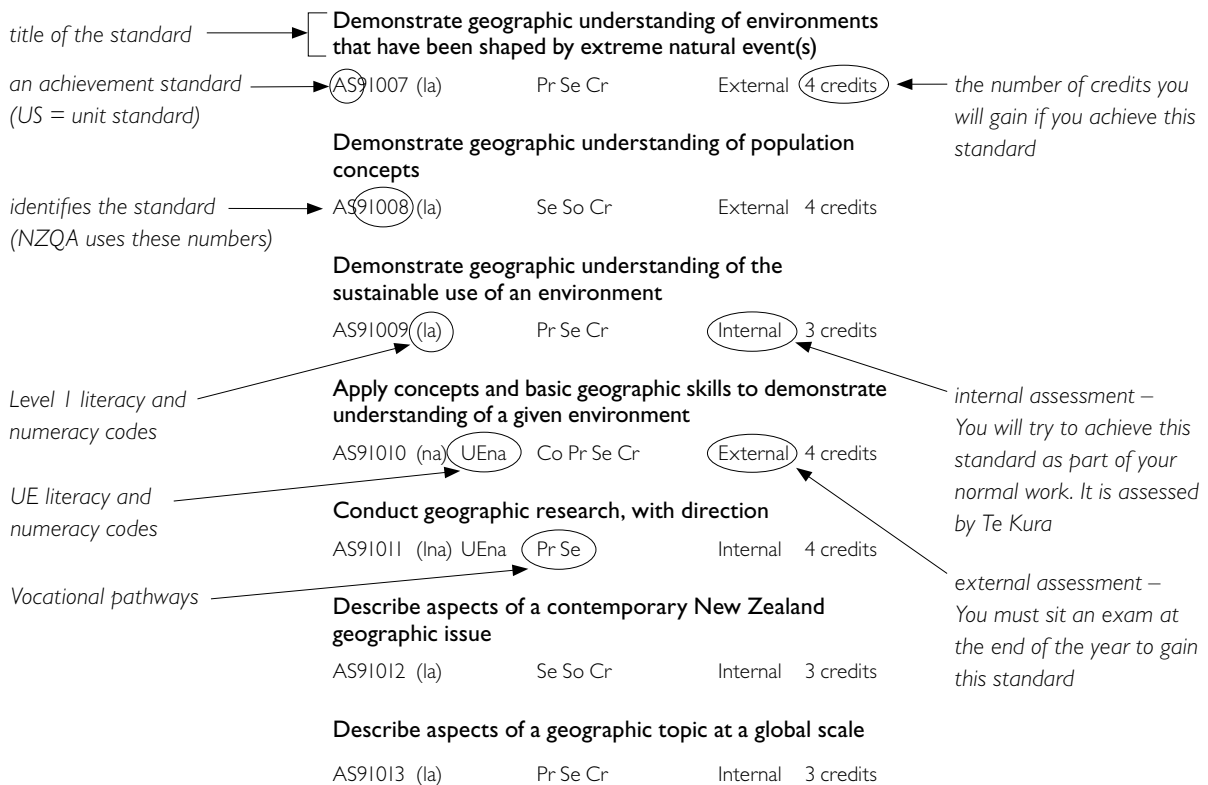 title of the standard
Demonstrate geographic understanding of environments
that have been shaped by extreme natural event(s)
an achievement standard
(US = unit standard)
AS91007 (la) Pr Se Cr External 4 credits
the number of credits you
will gain if you achieve this
standard
Demonstrate geographic understanding of population
concepts
identifies the standard
(NZQA uses these numbers)
AS91008 (la) Se So Cr External 4 credits
Demonstrate geographic understanding of the
sustainable use of an environment
AS91009 (la) Pr Se Cr Internal 3 credits
Level 1 literacy and
numeracy codes
Apply concepts and basic geographic skills to demonstrate
understanding of a given environment
AS91010 (na) UEna Co Pr Se Cr External 4 credits
internal assessment –
You will try to achieve this
standard as part of your
normal work. It is assessed
by Te Kura
UE literacy and
numeracy codes
Conduct geographic research, with direction
AS91011 (lna) UEna Pr Se Internal 4 credits
Vocational pathways
external assessment –
You must sit an exam at
the end of the year to gain
this standard
Describe aspects of a contemporary New Zealand
geographic issue
AS91012 (la) Se So Cr Internal 3 credits
Describe aspects of a geographic topic at a global scale
AS91013 (la) Pr Se Cr Internal 3 credits